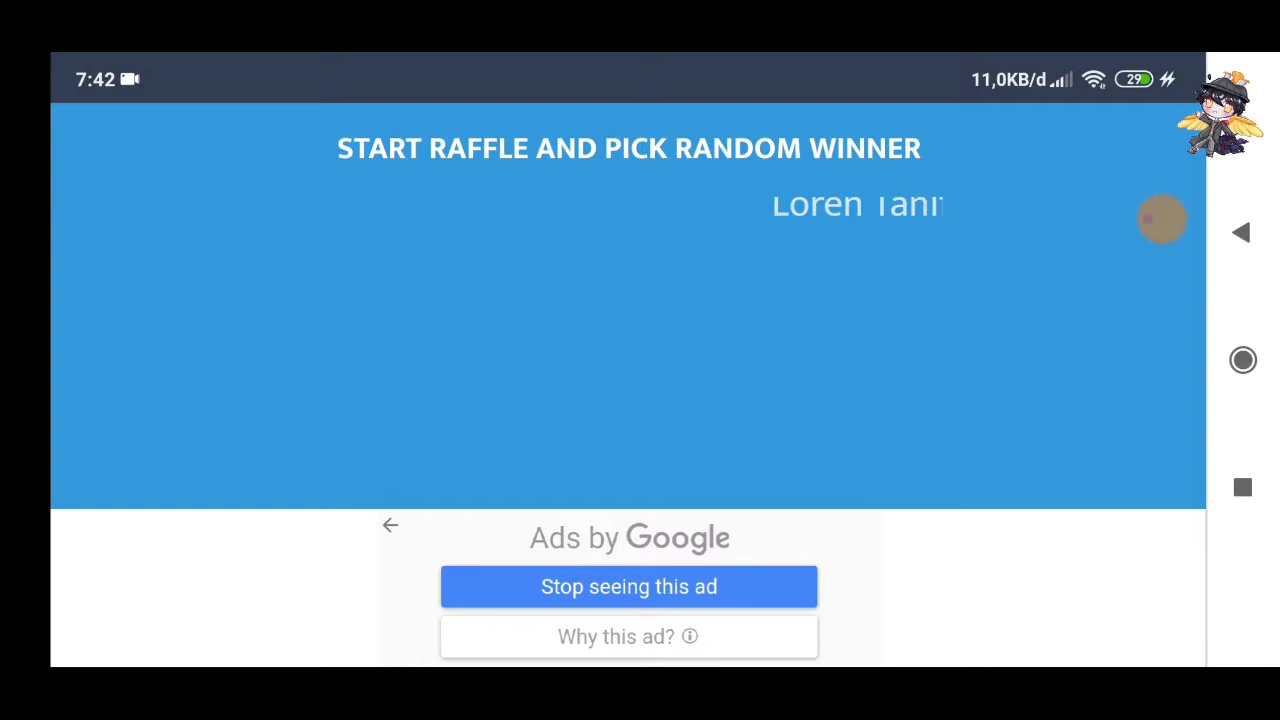 7:42
11,0KB/d
29
START RAFFLE AND PICK RANDOM WINNER
Loren
Ads by Google
Stop seeing this ad
Why this ad?